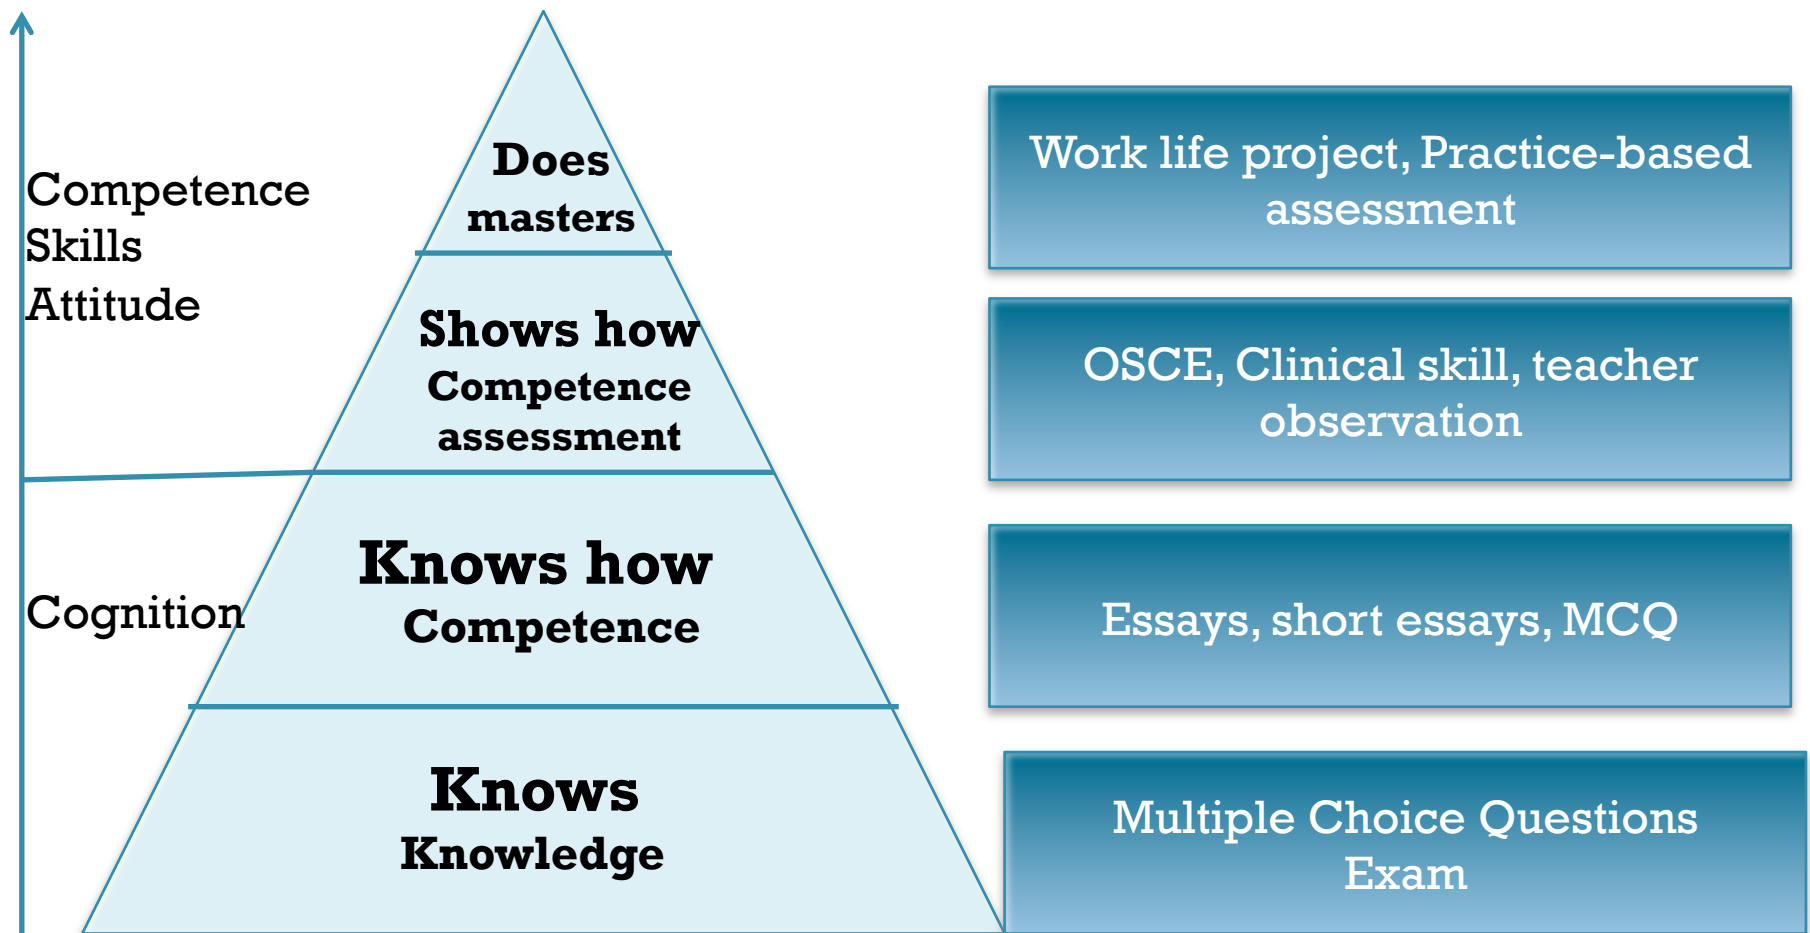 Competence
Skills
Attitude
Cognition
Does
masters
Shows how
Competence
assessment
Knows how
Competence
Knows
Knowledge
Work life project, Practice-based
assessment
OSCE, Clinical skill, teacher
observation
Essays, short essays, MCQ
Multiple Choice Questions
Exam